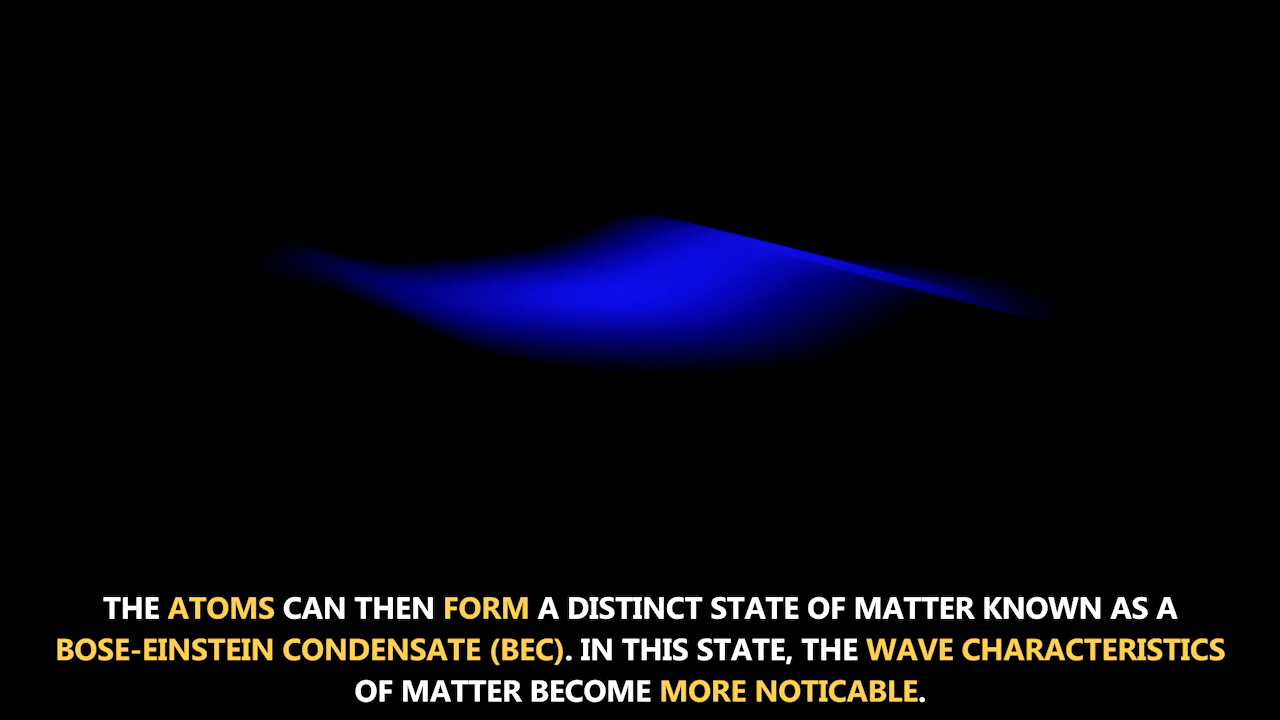 THE ATOMS CAN THEN FORM A DISTINCT STATE OF MATTER KNOWN AS A
BOSE-EINSTEIN CONDENSATE (BEC). IN THIS STATE, THE WAVE CHARACTERISTICS
OF MATTER BECOME MORE NOTICABLE.